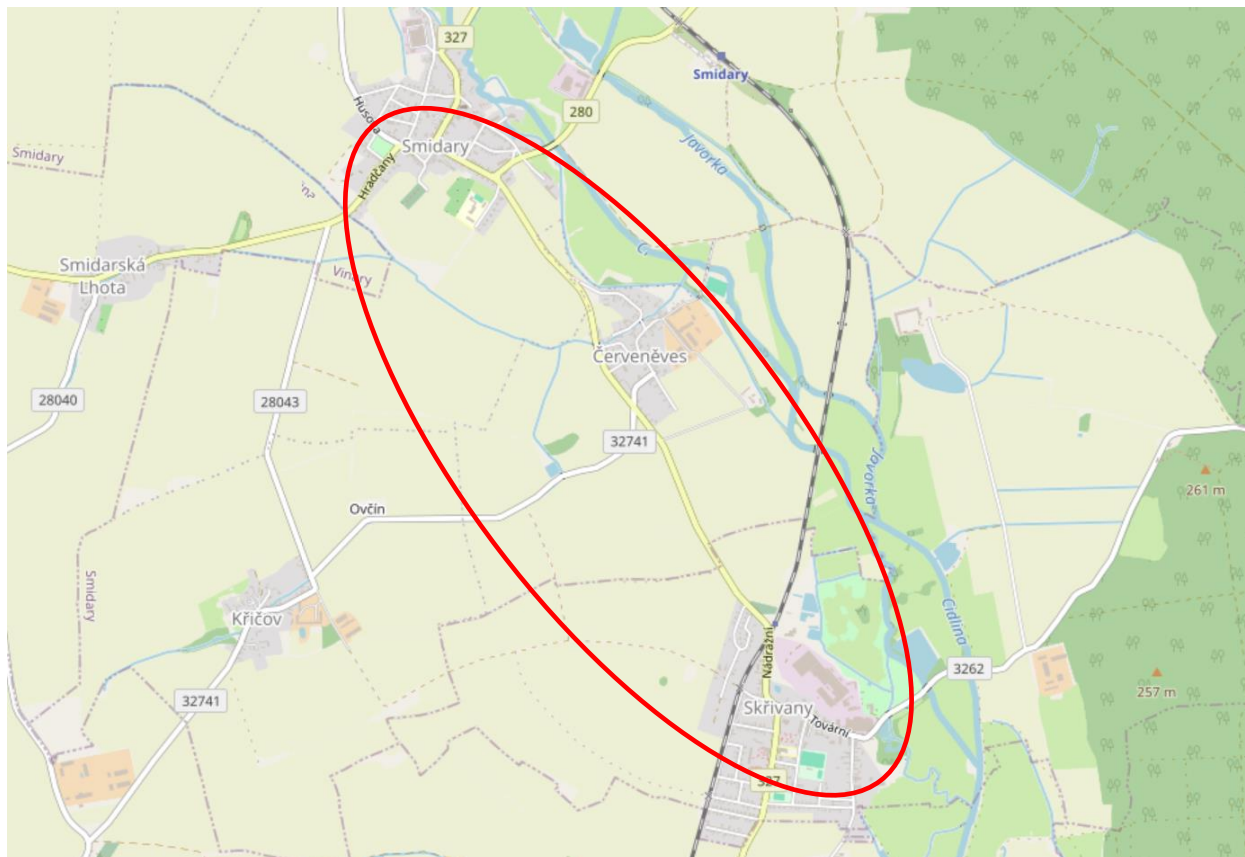 327
Smidary
280
Husova
Smidary
Smidary
Javorka
Hradčany
Smidarská
Lhota
Vinary
C.
Červeněves
28040
28043
32741
Javorka
261 m
Ovčín
Smidary
Křičov
Cidlina
Nádražní
3262
257 m
32741
Skřivany
Tovární
327